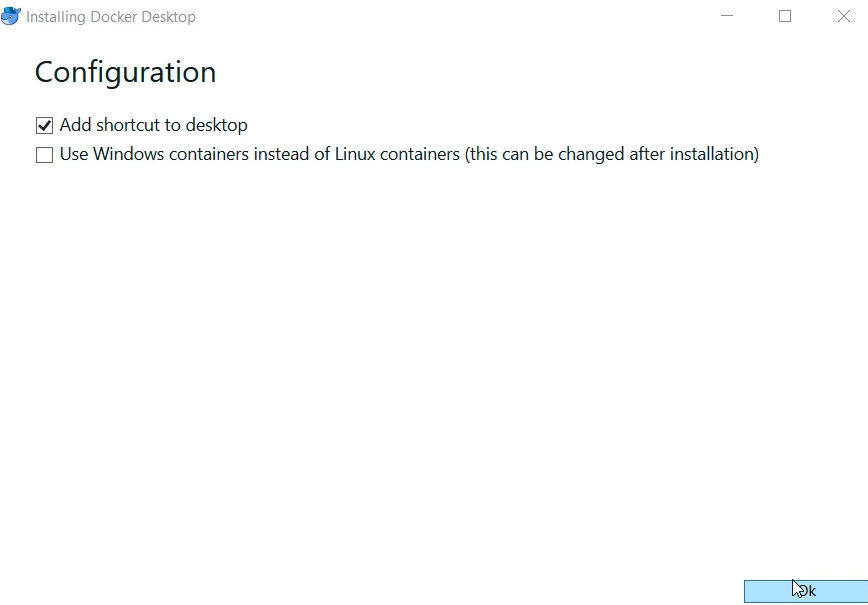 Installing Docker Desktop
Configuration
Add shortcut to desktop
Use Windows containers instead of Linux containers (this can be changed after installation)
Ok